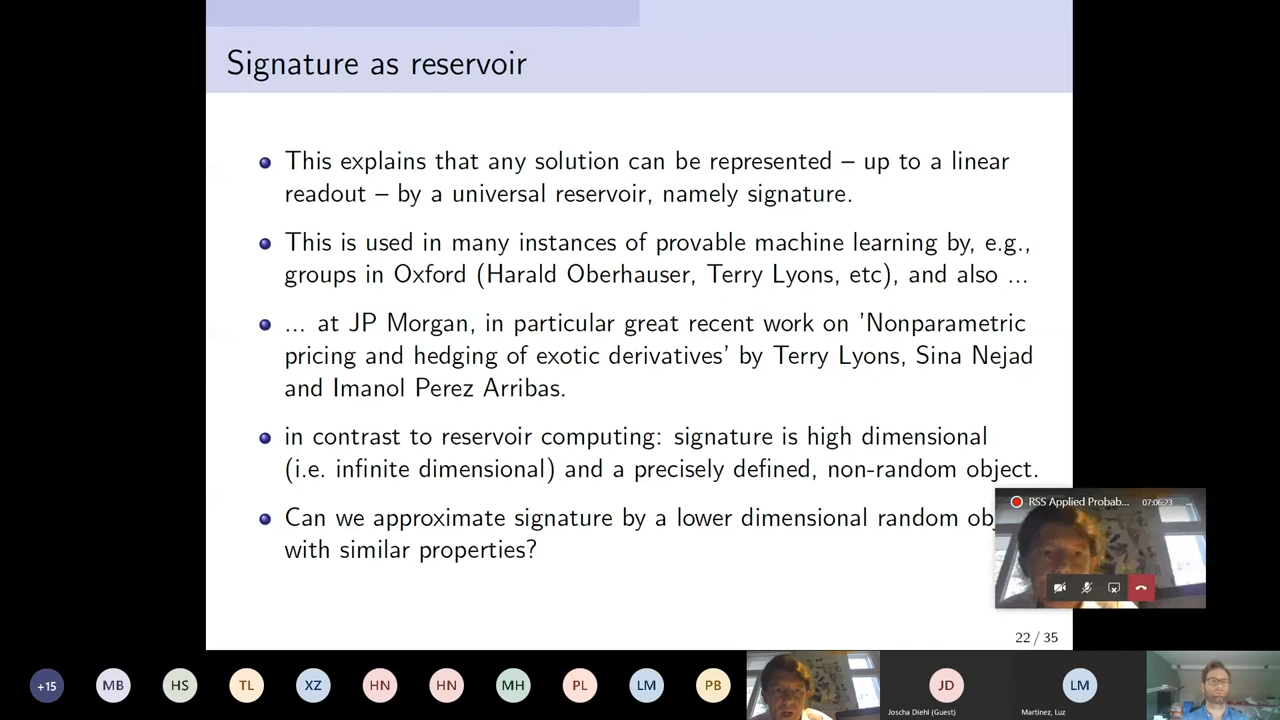 Signature as reservoir
This explains that any solution can be represented – up to a linear
readout – by a universal reservoir, namely signature.
This is used in many instances of provable machine learning by, e.g.,
groups in Oxford (Harald Oberhauser, Terry Lyons, etc), and also ...
... at JP Morgan, in particular great recent work on 'Nonparametric
pricing and hedging of exotic derivatives' by Terry Lyons, Sina Nejad
and Imanol Perez Arribas.
in contrast to reservoir computing: signature is high dimensional
(i.e. infinite dimensional) and a precisely defined, non-random object.
Can we approximate signature by a lower dimensional random ob
with similar properties?
RSS Applied Probab... 07:06:23
22 / 35
+15 MB HS TL XZ HN HN MH PL LM PB JD LM
Joscha Diehl (Guest) Martinez, Luz